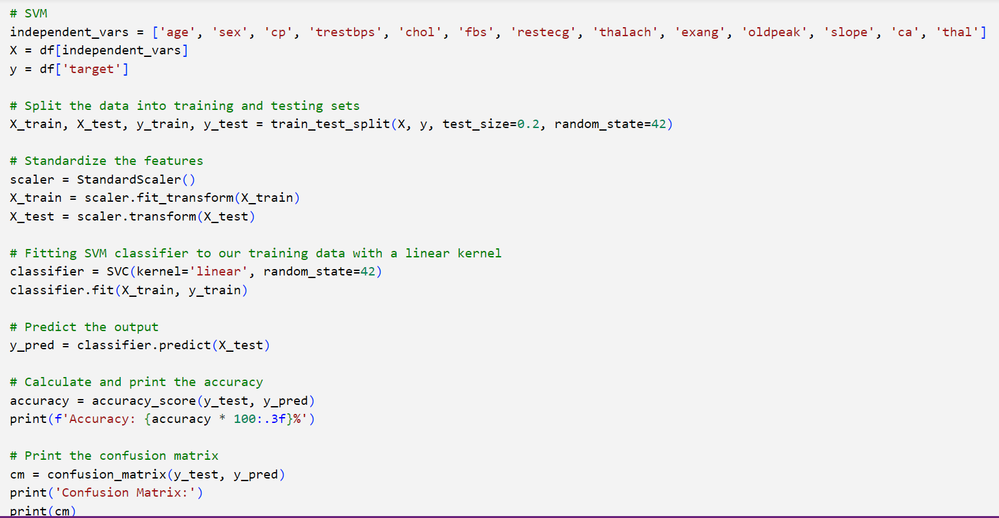 # SVM
independent_vars = ['age', 'sex', 'cp', 'trestbps', 'chol', 'fbs', 'restecg', 'thalach', 'exang', 'oldpeak', 'slope', 'ca', 'thal']
X = df[independent_vars]
y = df['target']
# Split the data into training and testing sets
X_train, X_test, y_train, y_test = train_test_split(X, y, test_size=0.2, random_state=42)
# Standardize the features
scaler = StandardScaler()
X_train = scaler.fit_transform(X_train)
X_test = scaler.transform(X_test)
# Fitting SVM classifier to our training data with a linear kernel
classifier = SVC(kernel='linear', random_state=42)
classifier.fit(X_train, y_train)
# Predict the output
y_pred = classifier.predict(X_test)
# Calculate and print the accuracy
accuracy = accuracy_score(y_test, y_pred)
print(f'Accuracy: {accuracy * 100:.3f}%')
# Print the confusion matrix
cm = confusion_matrix(y_test, y_pred)
print('Confusion Matrix:')
print(cm)